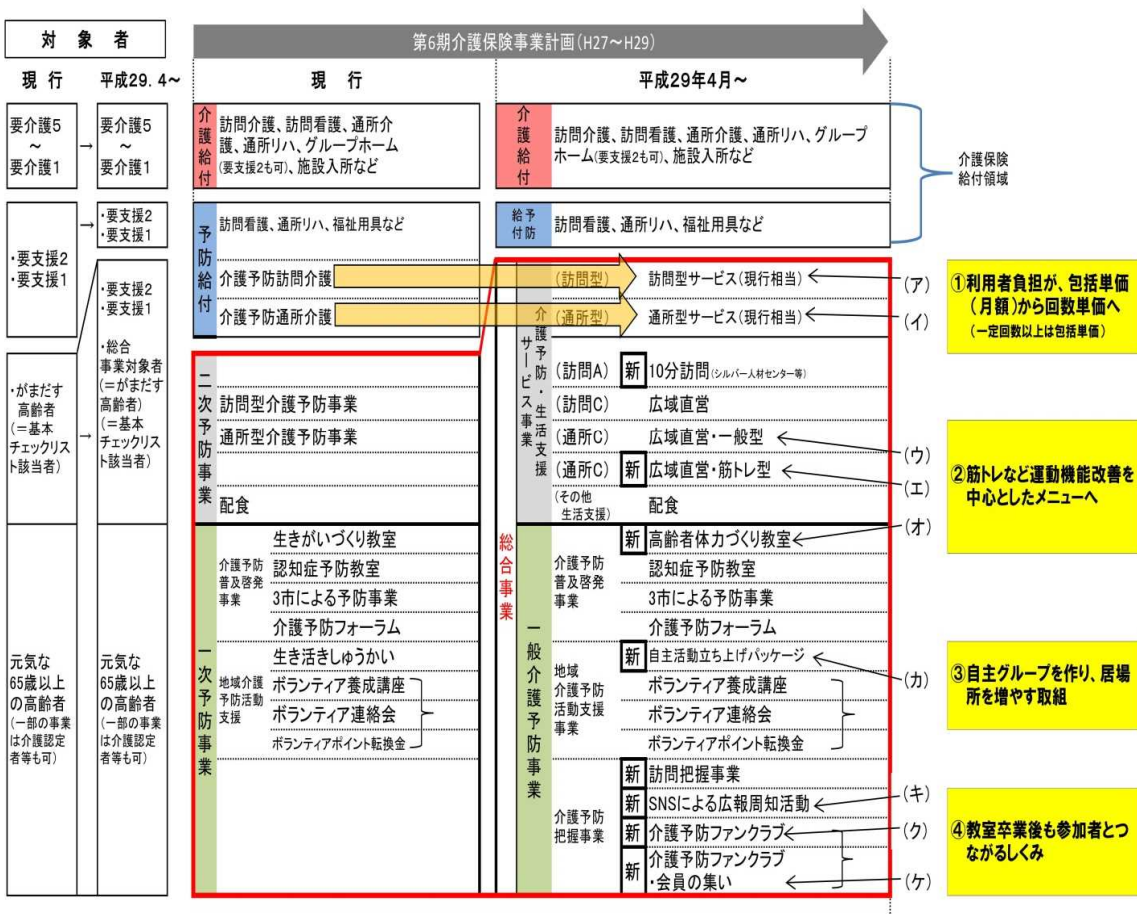 対象者
第6期介護保険事業計画(H27~H29)
現行
平成29.4~
現行
平成29年4月~
要介護5
~
要介護1
→
要介護5
~
要介護1
介護給付
訪問介護、訪問看護、通所介
護、通所リハ、グループホーム
(要支援2も可)、施設入所など
介護給付
訪問介護、訪問看護、通所介護、通所リハ、グループ
ホーム(要支援2も可)、施設入所など
介護保険
給付領域
・要支援2
・要支援1
→
・要支援2
・要支援1
予防給付
訪問看護、通所リハ、福祉用具など
介護予防訪問介護
介護予防通所介護
予防給付
訪問看護、通所リハ、福祉用具など
・要支援2
・要支援1
・総合
事業対象者
(=がまだす
高齢者)
(=基本
チェックリス
ト該当者)
・がまだす
高齢者
(=基本
チェックリス
ト該当者)
→
二次予防事業
訪問型介護予防事業
通所型介護予防事業
配食
総合事業
介護予防・生活支援
サービス事業
(訪問型) 訪問型サービス(現行相当) (ア)
(通所型) 通所型サービス(現行相当) (イ)
(訪問A) 新 10分訪問(シルバー人材センター等)
(訪問C) 広域直営
(通所C) 広域直営・一般型 (ウ)
(通所C) 新 広域直営・筋トレ型 (エ)
(その他
生活支援) 配食
①利用者負担が、包括単価
(月額)から回数単価へ
(一定回数以上は包括単価)
②筋トレなど運動機能改善を
中心としたメニューへ
元気な
65歳以上
の高齢者
(一部の事業
は介護認定
者等も可)
元気な
65歳以上
の高齢者
(一部の事業
は介護認定
者等も可)
一次予防事業
介護予防
普及啓発
事業
生きがいづくり教室
認知症予防教室
3市による予防事業
介護予防フォーラム
地域介護
予防活動
支援
生き活きしゅうかい
ボランティア養成講座
ボランティア連絡会
ボランティアポイント転換金
一般介護予防事業
介護予防
普及啓発
事業
新 高齢者体力づくり教室 (オ)
認知症予防教室
3市による予防事業
介護予防フォーラム
地域
介護予防
活動支援
事業
新 自主活動立ち上げパッケージ (カ)
ボランティア養成講座
ボランティア連絡会
ボランティアポイント転換金
介護予防
把握事業
新 訪問把握事業
新 SNSによる広報周知活動 (キ)
新 介護予防ファンクラブ (ク)
新 介護予防ファンクラブ
・会員の集い (ケ)
③自主グループを作り、居場
所を増やす取組
④教室卒業後も参加者とつ
ながるしくみ